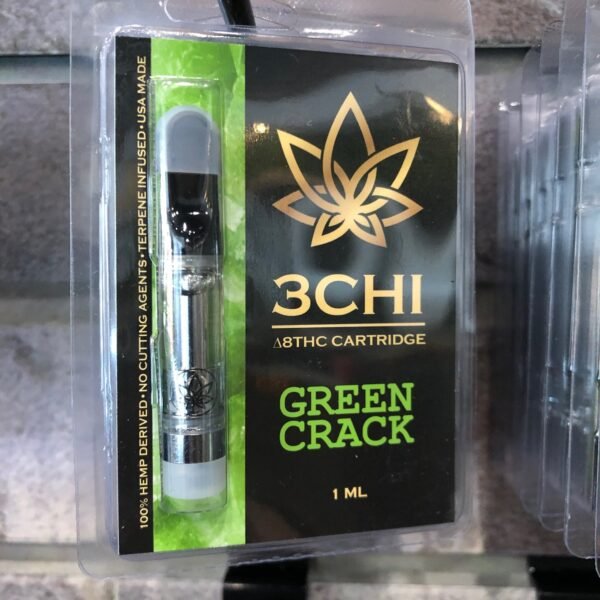 100% HEMP DERIVED•NO CUTTING AGENTS•TERPENE INFUSED•USA MADE
3CHI
Δ8THC CARTRIDGE
GREEN
CRACK
1 ML